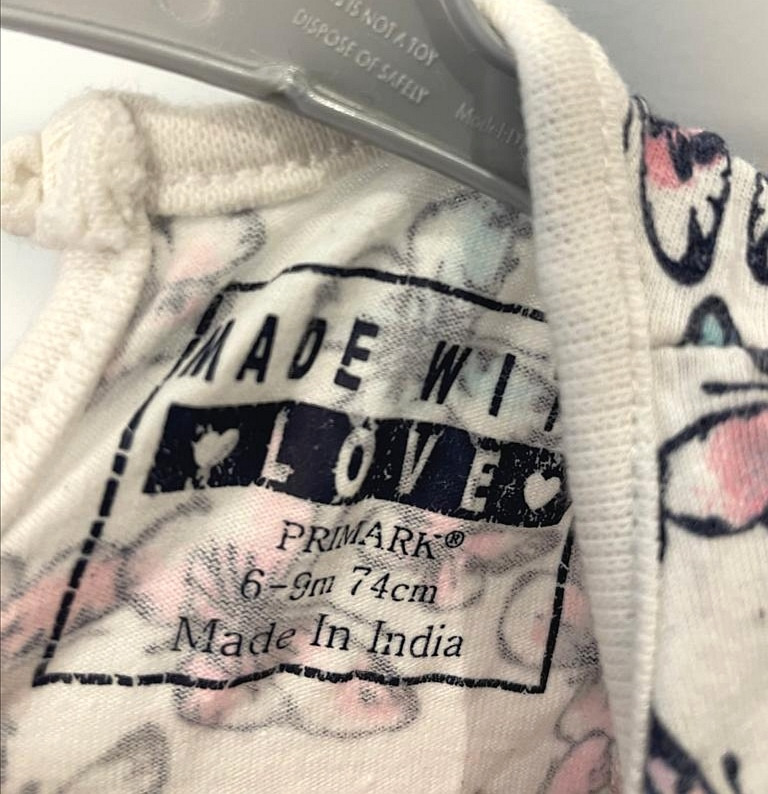 IS NOT A TOY
DISPOSE OF SAFELY
MADE WI
LOVE
PRIMARK®
6-9m 74cm
Made In India